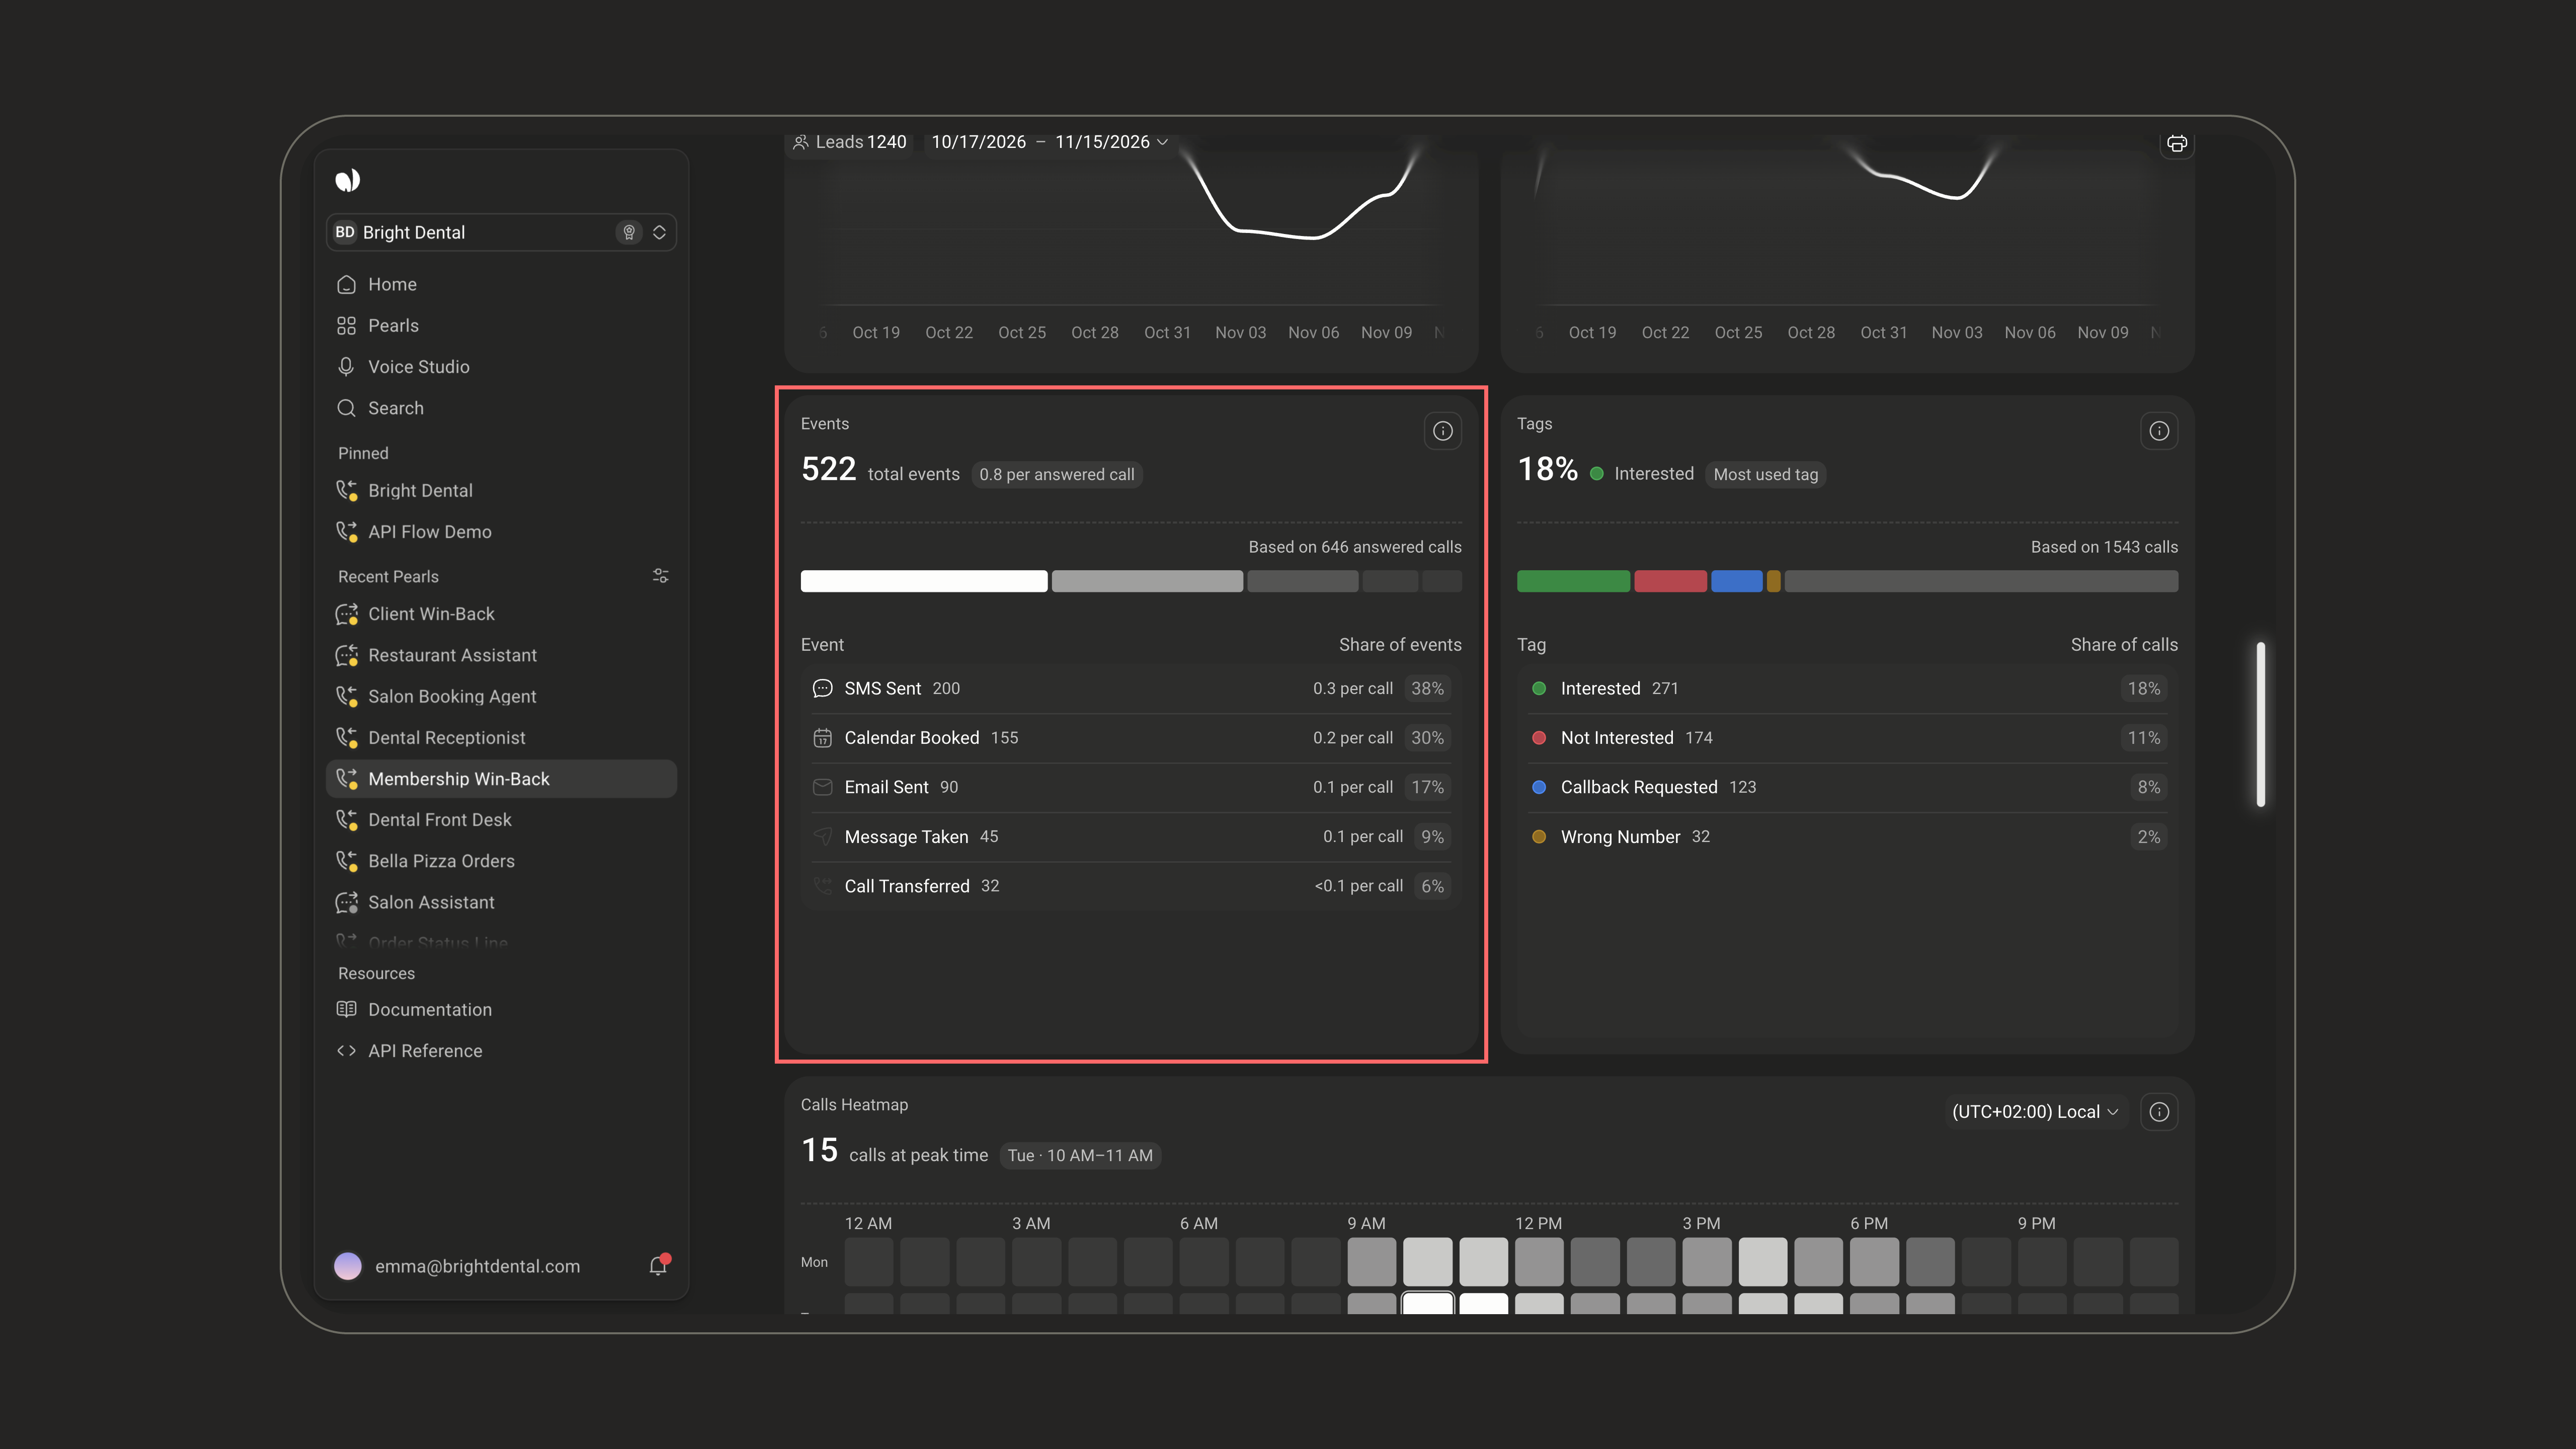 BD Bright Dental
Home
Pearls
Voice Studio
Search
Pinned
Bright Dental
API Flow Demo
Recent Pearls
Client Win-Back
Restaurant Assistant
Salon Booking Agent
Dental Receptionist
Membership Win-Back
Dental Front Desk
Bella Pizza Orders
Salon Assistant
Order Status Line
Resources
Documentation
API Reference
emma@brightdental.com
Leads 1240 10/17/2026 – 11/15/2026
6 Oct 19 Oct 22 Oct 25 Oct 28 Oct 31 Nov 03 Nov 06 Nov 09 N
6 Oct 19 Oct 22 Oct 25 Oct 28 Oct 31 Nov 03 Nov 06 Nov 09 N
Events
522 total events 0.8 per answered call
Based on 646 answered calls
Event Share of events
SMS Sent 200 0.3 per call 38%
17
Calendar Booked 155 0.2 per call 30%
Email Sent 90 0.1 per call 17%
Message Taken 45 0.1 per call 9%
Call Transferred 32 <0.1 per call 6%
Tags
18% Interested Most used tag
Based on 1543 calls
Tag Share of calls
Interested 271 18%
Not Interested 174 11%
Callback Requested 123 8%
Wrong Number 32 2%
Calls Heatmap
(UTC+02:00) Local
15 calls at peak time Tue · 10 AM–11 AM
12 AM 3 AM 6 AM 9 AM 12 PM 3 PM 6 PM 9 PM
Mon